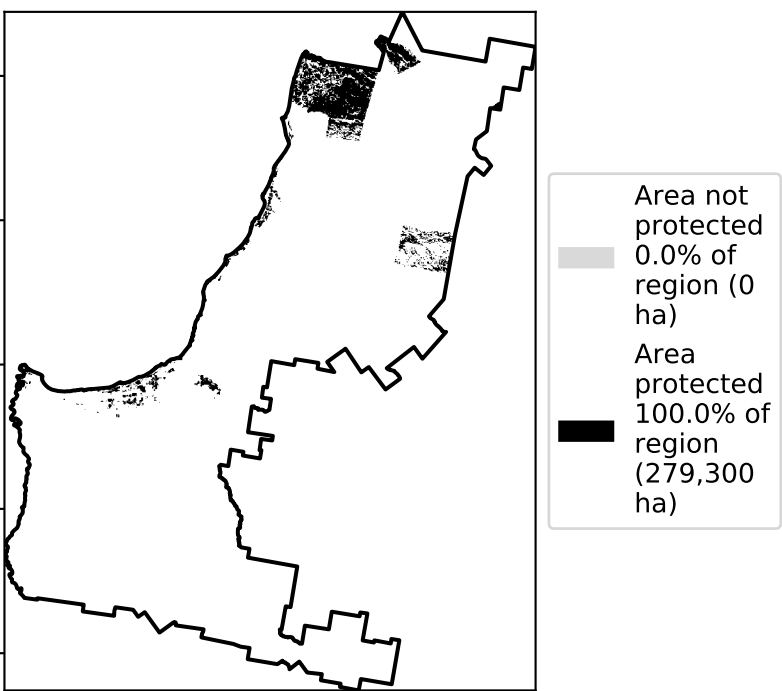 Area not
protected
0.0% of
region (0
ha)
Area
protected
100.0% of
region
(279,300
ha)